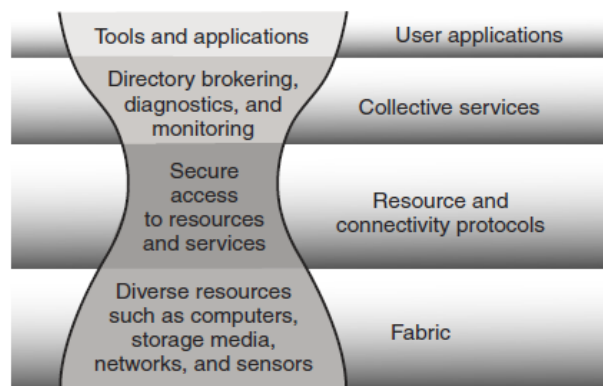 Tools and applications
User applications
Directory brokering,
diagnostics, and
monitoring
Collective services
Secure
access
to resources
and services
Resource and
connectivity protocols
Diverse resources
such as computers,
storage media,
networks, and sensors
Fabric